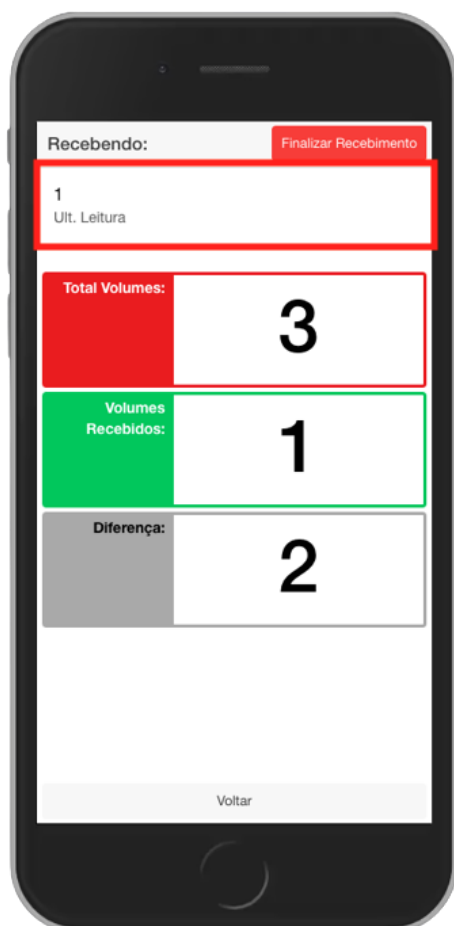 Recebendo:
Finalizar Recebimento
1
Ult. Leitura
Total Volumes:
3
Volumes
Recebidos:
1
Diferença:
2
Voltar